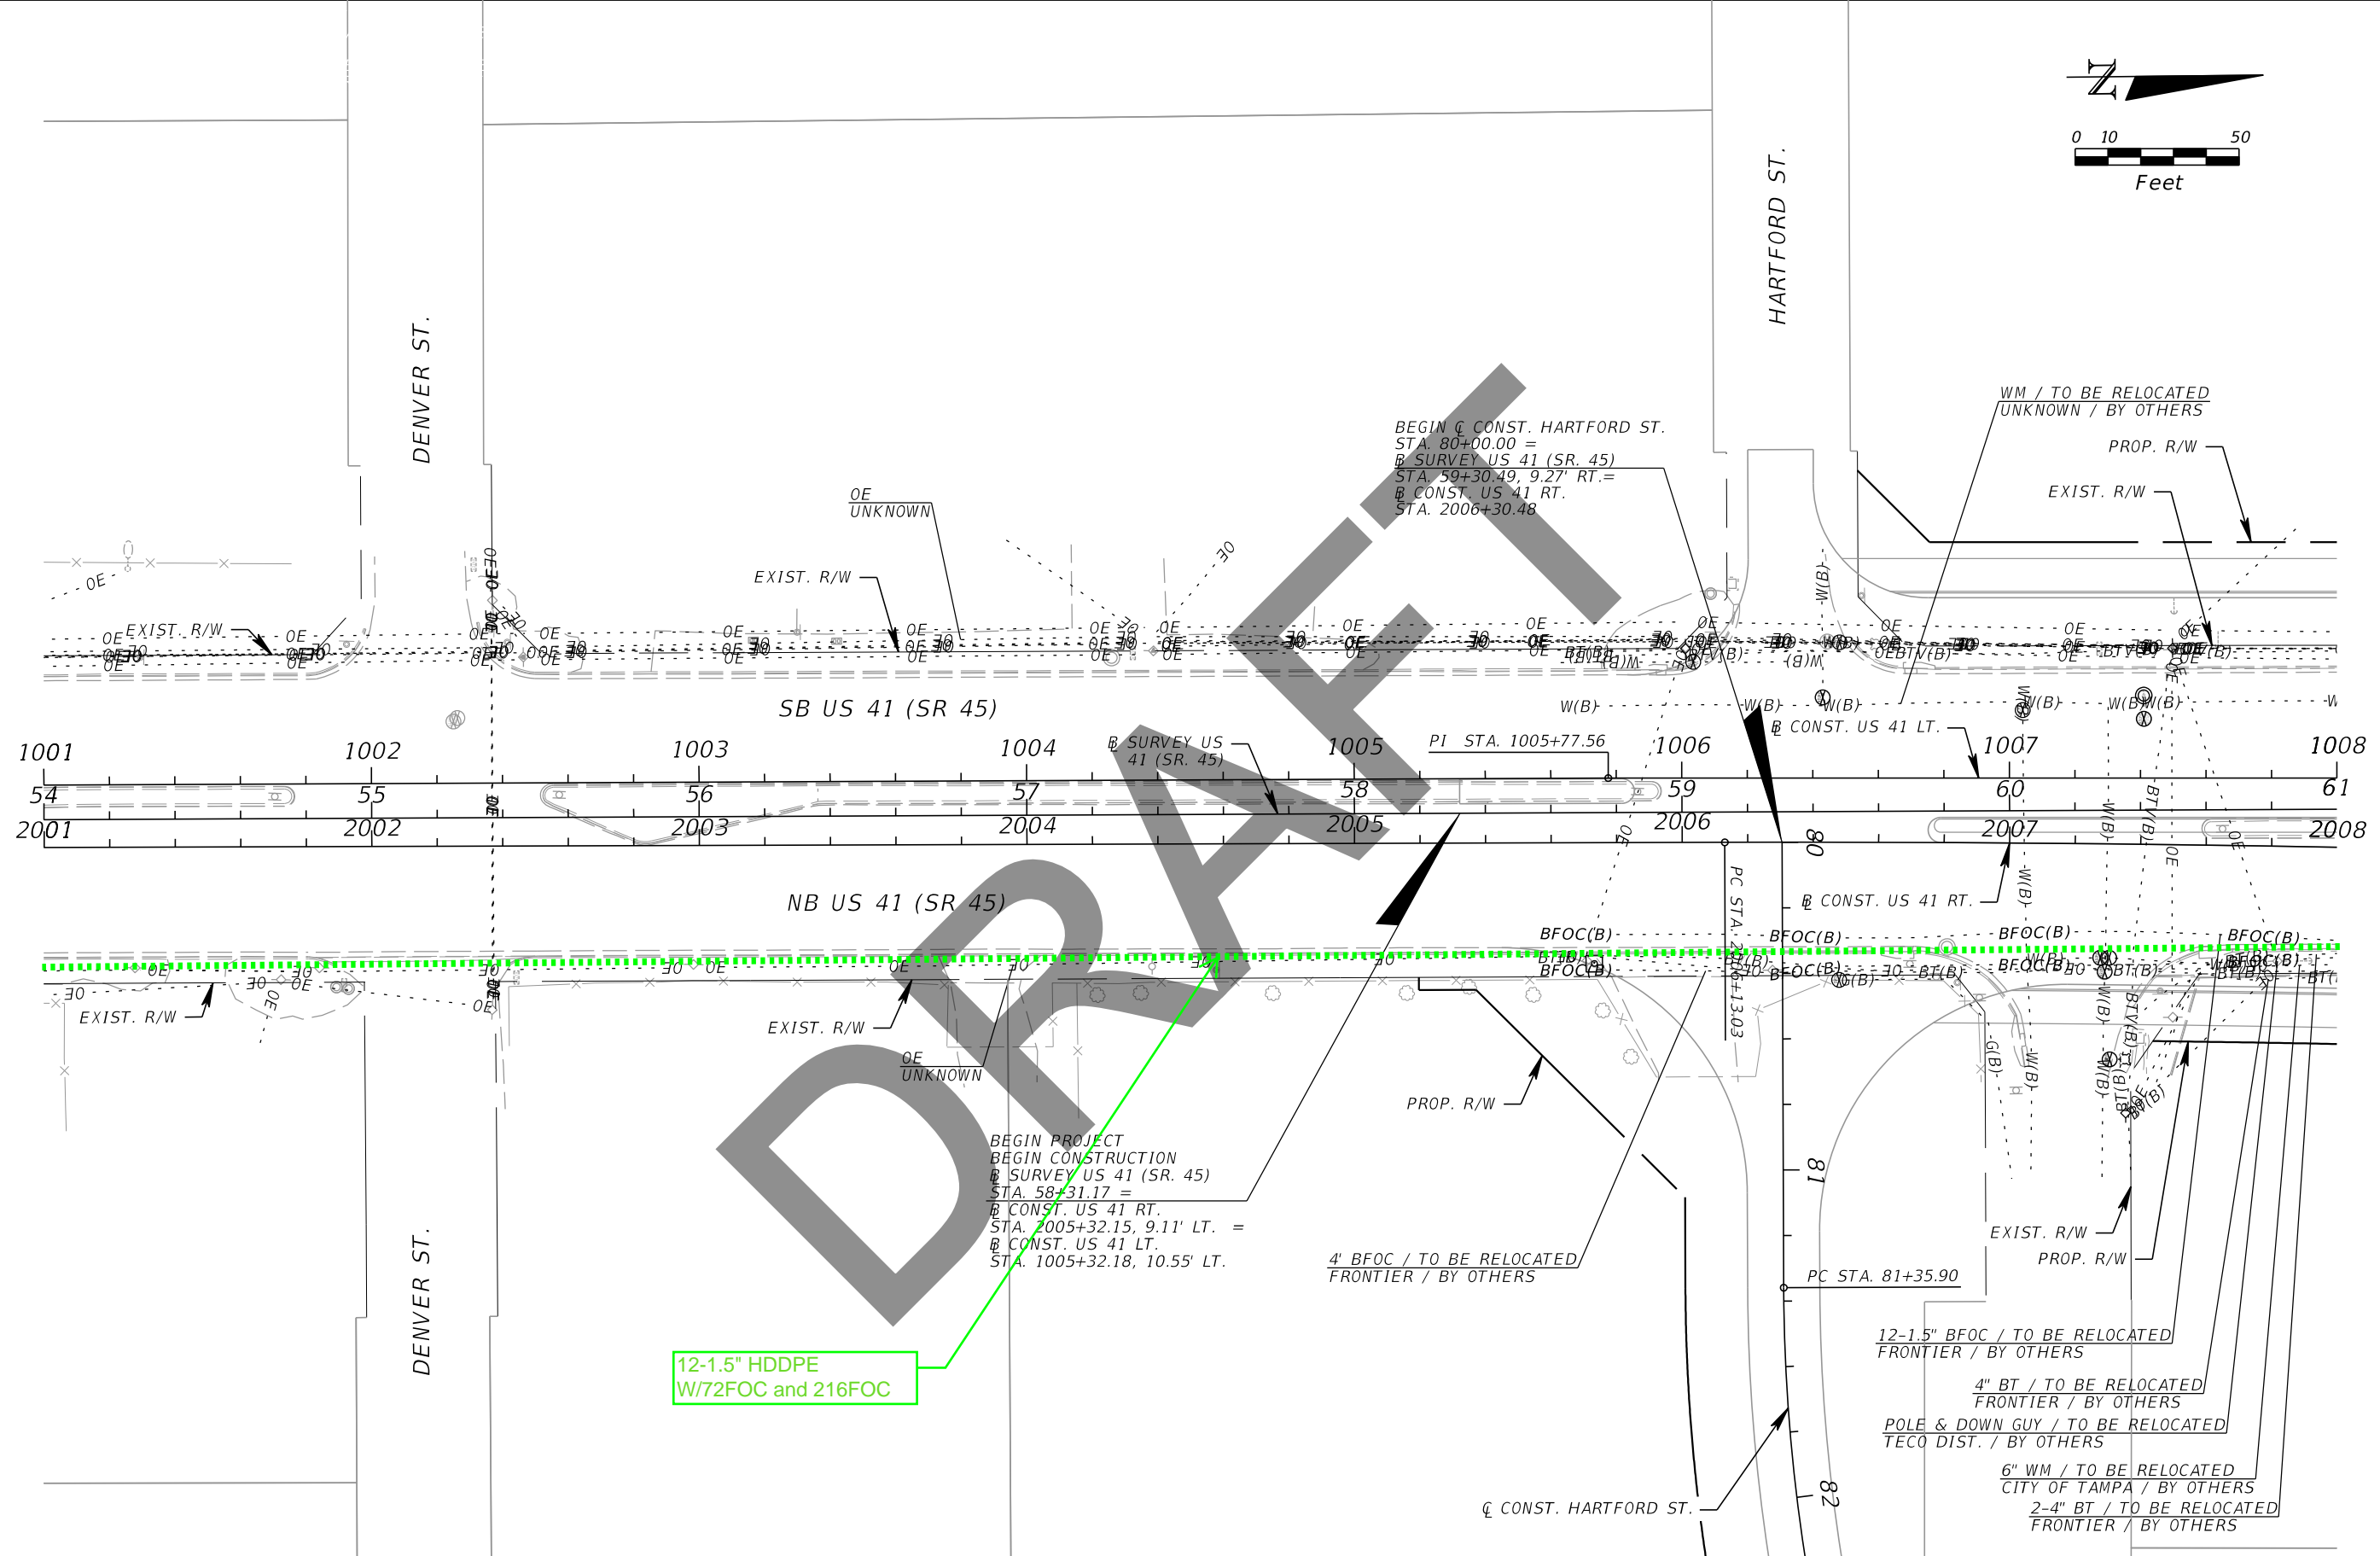 N
0 10 50
Feet
DENVER ST.
HARTFORD ST.
WM / TO BE RELOCATED
UNKNOWN / BY OTHERS
PROP. R/W
EXIST. R/W
BEGIN ℄ CONST. HARTFORD ST.
STA. 80+00.00 =
B SURVEY US 41 (SR. 45)
STA. 59+30.49, 9.27' RT.=
B CONST. US 41 RT.
STA. 2006+30.48
OE
UNKNOWN
EXIST. R/W
EXIST. R/W
SB US 41 (SR 45)
B SURVEY US
41 (SR. 45)
PI STA. 1005+77.56
B CONST. US 41 LT.
1001 1002 1003 1004 1005 1006 1007 1008
54 55 56 57 58 59 60 61
2001 2002 2003 2004 2005 2006 2007 2008
80
NB US 41 (SR 45)
PC STA. 2006+13.03
B CONST. US 41 RT.
BFOC(B) BFOC(B) BFOC(B) BFOC(B)
EXIST. R/W
EXIST. R/W
OE
UNKNOWN
PROP. R/W
DRAFT
BEGIN PROJECT
BEGIN CONSTRUCTION
B SURVEY US 41 (SR. 45)
STA. 58+31.17 =
B CONST. US 41 RT.
STA. 2005+32.15, 9.11' LT. =
B CONST. US 41 LT.
STA. 1005+32.18, 10.55' LT.
81
4' BFOC / TO BE RELOCATED
FRONTIER / BY OTHERS
EXIST. R/W
PROP. R/W
PC STA. 81+35.90
DENVER ST.
12-1.5" HDDPE
W/72FOC and 216FOC
12-1.5" BFOC / TO BE RELOCATED
FRONTIER / BY OTHERS
4" BT / TO BE RELOCATED
FRONTIER / BY OTHERS
POLE & DOWN GUY / TO BE RELOCATED
TECO DIST. / BY OTHERS
6" WM / TO BE RELOCATED
CITY OF TAMPA / BY OTHERS
2-4" BT / TO BE RELOCATED
FRONTIER / BY OTHERS
82
℄ CONST. HARTFORD ST.